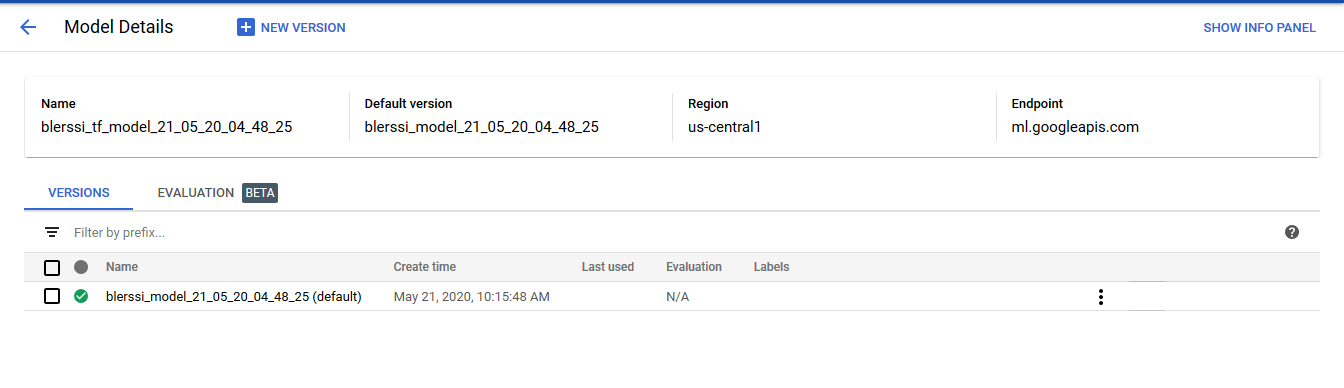 Model Details NEW VERSION SHOW INFO PANEL
Name Default version Region Endpoint
blerssi_tf_model_21_05_20_04_48_25 blerssi_model_21_05_20_04_48_25 us-central1 ml.googleapis.com
VERSIONS EVALUATION BETA
Filter by prefix...
Name Create time Last used Evaluation Labels
blerssi_model_21_05_20_04_48_25 (default) May 21, 2020, 10:15:48 AM N/A